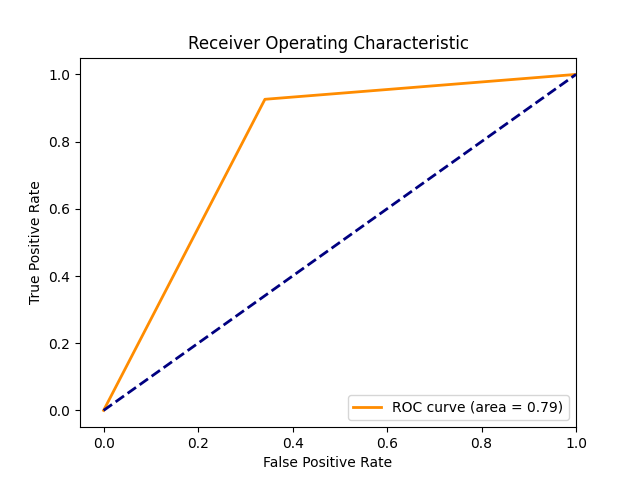 Receiver Operating Characteristic
True Positive Rate
1.0
0.8
0.6
0.4
0.2
0.0
ROC curve (area = 0.79)
0.0 0.2 0.4 0.6 0.8 1.0
False Positive Rate